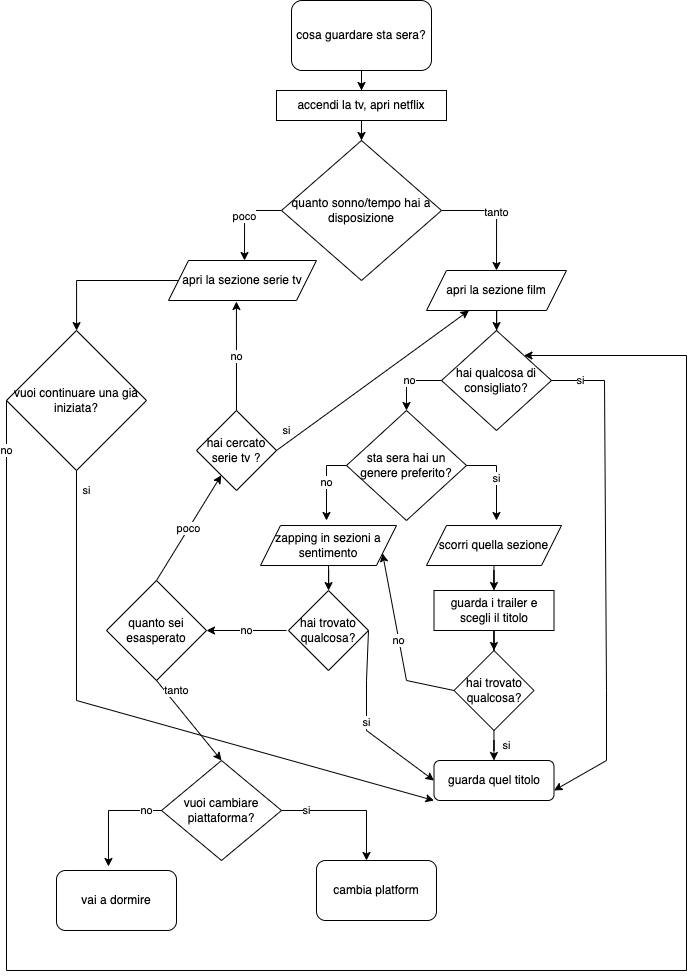 cosa guardare sta sera?
accendi la tv, apri netflix
quanto sonno/tempo hai a
disposizione
poco
tanto
apri la sezione serie tv
apri la sezione film
no
hai qualcosa di
consigliato?
no
si
vuoi continuare una già
iniziata?
si
hai cercato
serie tv ?
sta sera hai un
genere preferito?
no
no
si
si
poco
zapping in sezioni a
sentimento
scorri quella sezione
guarda i trailer e
scegli il titolo
quanto sei
esasperato
no
hai trovato
qualcosa?
no
hai trovato
qualcosa?
tanto
si
si
guarda quel titolo
vuoi cambiare
piattaforma?
no
si
vai a dormire
cambia platform